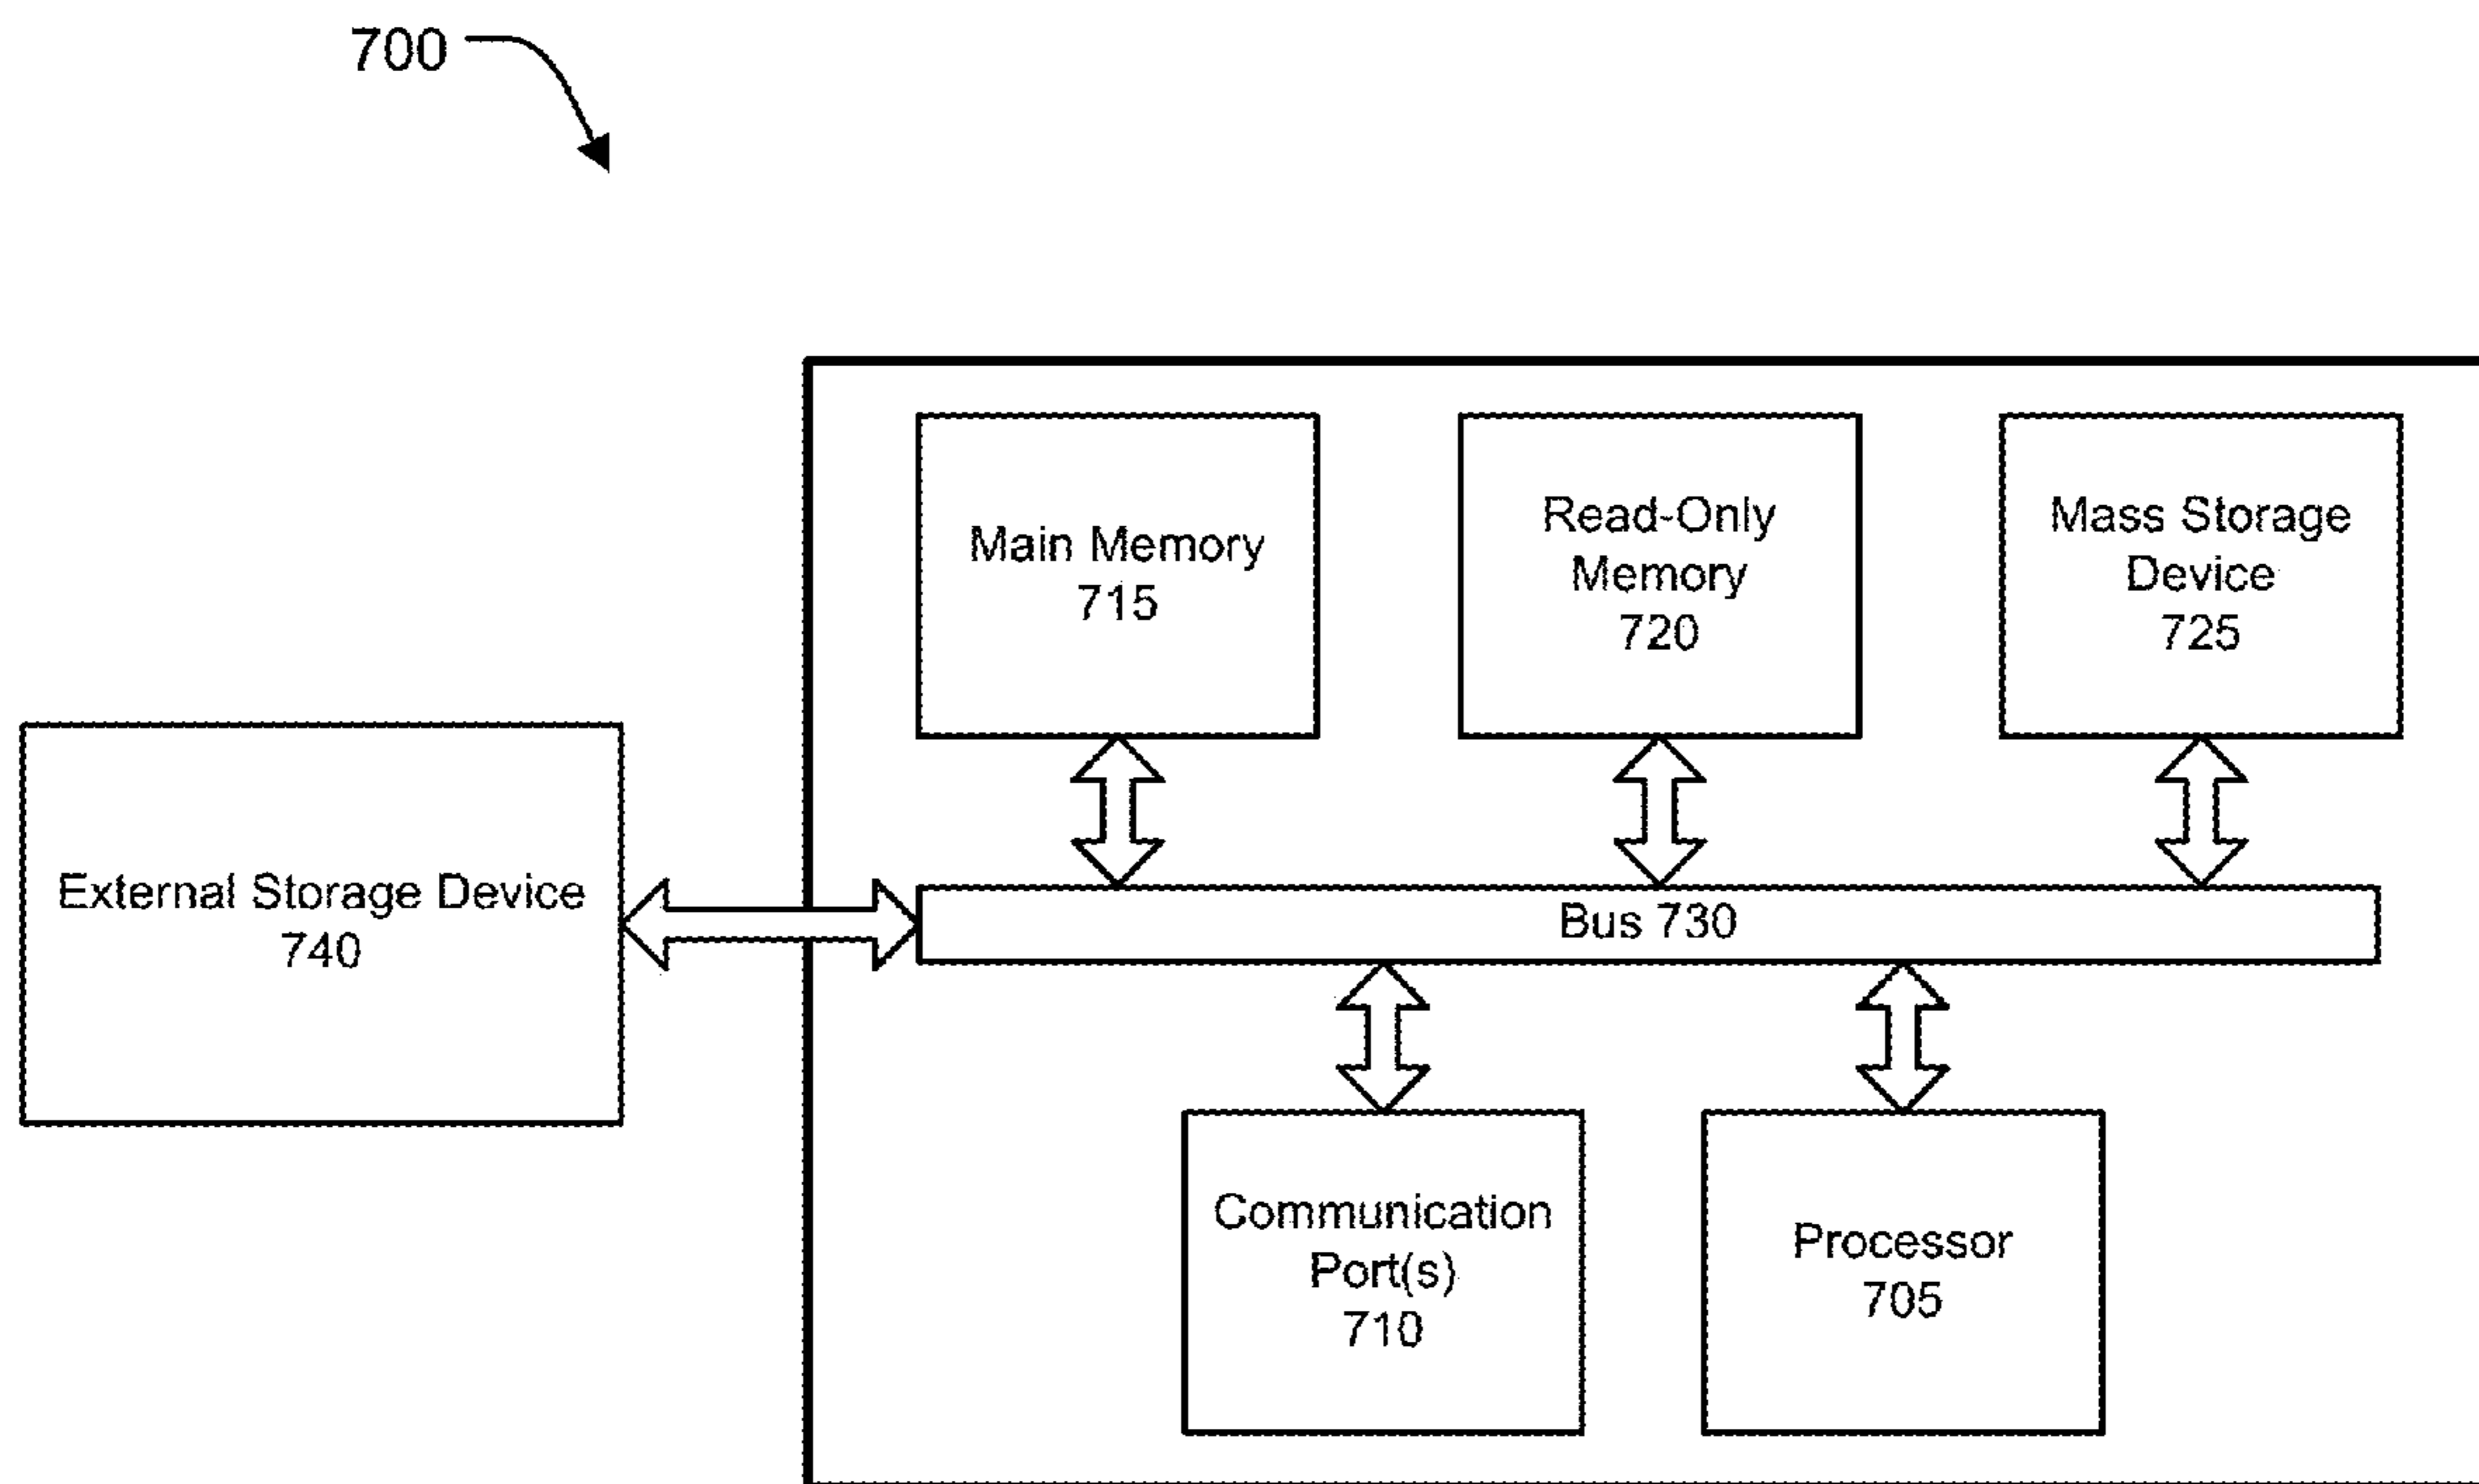 700
Main Memory
715
Read-Only
Memory
720
Mass Storage
Device
725
External Storage Device
740
Bus 730
Communication
Port(s)
710
Processor
705